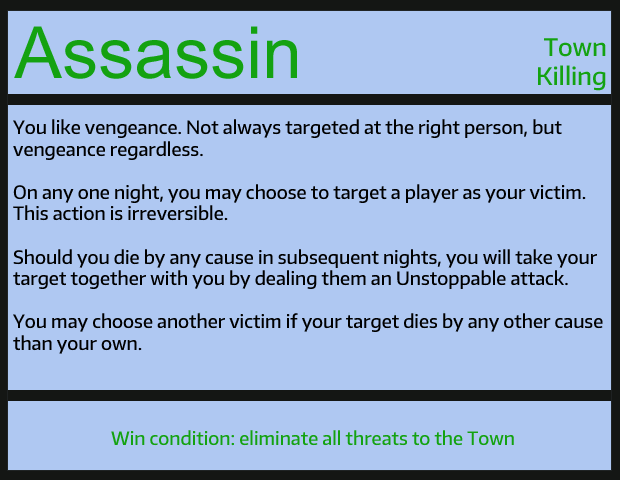 Assassin
Town
Killing
You like vengeance. Not always targeted at the right person, but
vengeance regardless.
On any one night, you may choose to target a player as your victim.
This action is irreversible.
Should you die by any cause in subsequent nights, you will take your
target together with you by dealing them an Unstoppable attack.
You may choose another victim if your target dies by any other cause
than your own.
Win condition: eliminate all threats to the Town